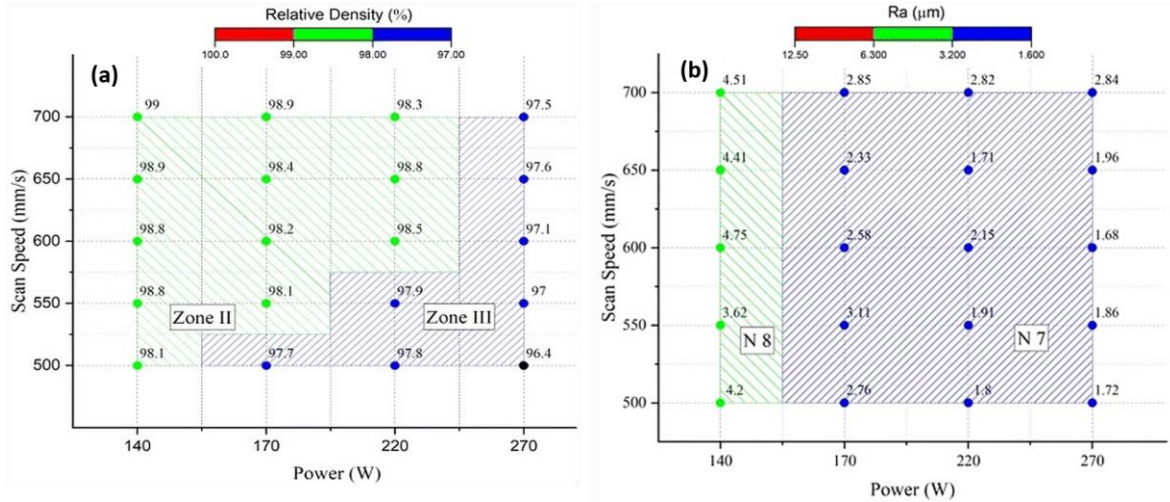 Relative Density (%)
100.00 99.00 98.00 97.00
(a)
99 98.9 98.3 97.5
700
98.9 98.4 98.8 97.6
650
98.8 98.2 98.5 97.1
600
98.8 98.1 97.9 97
550
Zone II Zone III
98.1 97.7 97.8 96.4
500
Scan Speed (mm/s)
140 170 220 270
Power (W)
Ra (μm)
12.50 6.300 3.200 1.600
(b)
4.51 2.85 2.82 2.84
700
4.41 2.33 1.71 1.96
650
4.75 2.58 2.15 1.68
600
3.62 3.11 1.91 1.86
550
N 8 N 7
4.2 2.76 1.8 1.72
500
Scan Speed (mm/s)
140 170 220 270
Power (W)